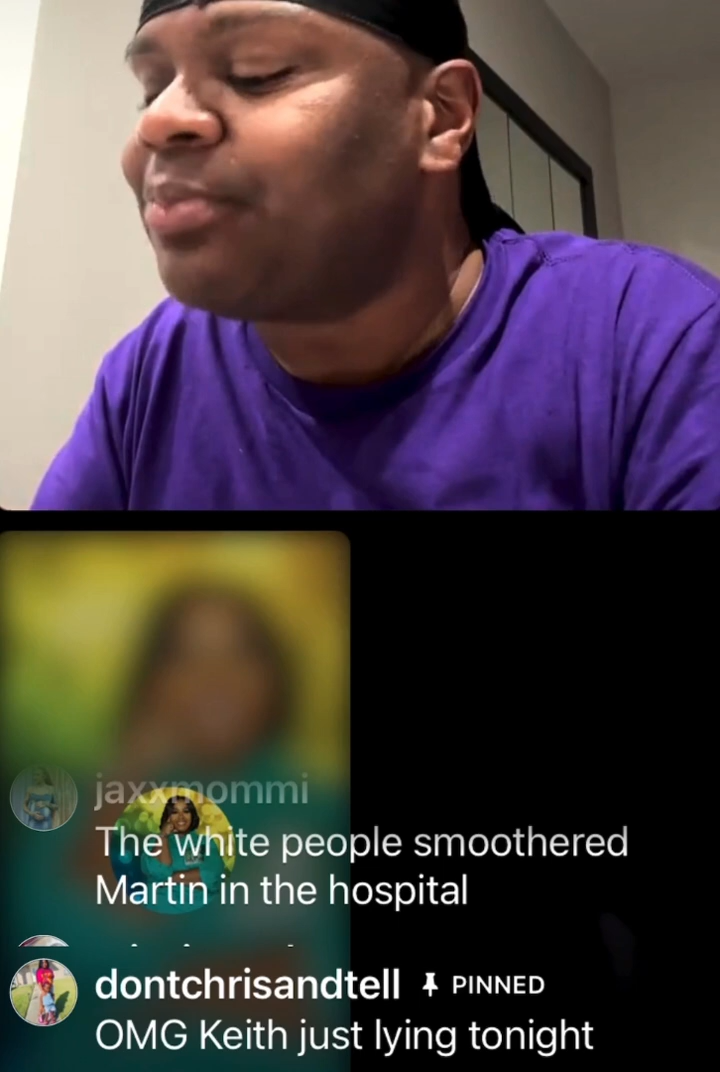 jaxxmommi
The white people smoothered
Martin in the hospital
dontchrisandtell PINNED
OMG Keith just lying tonight